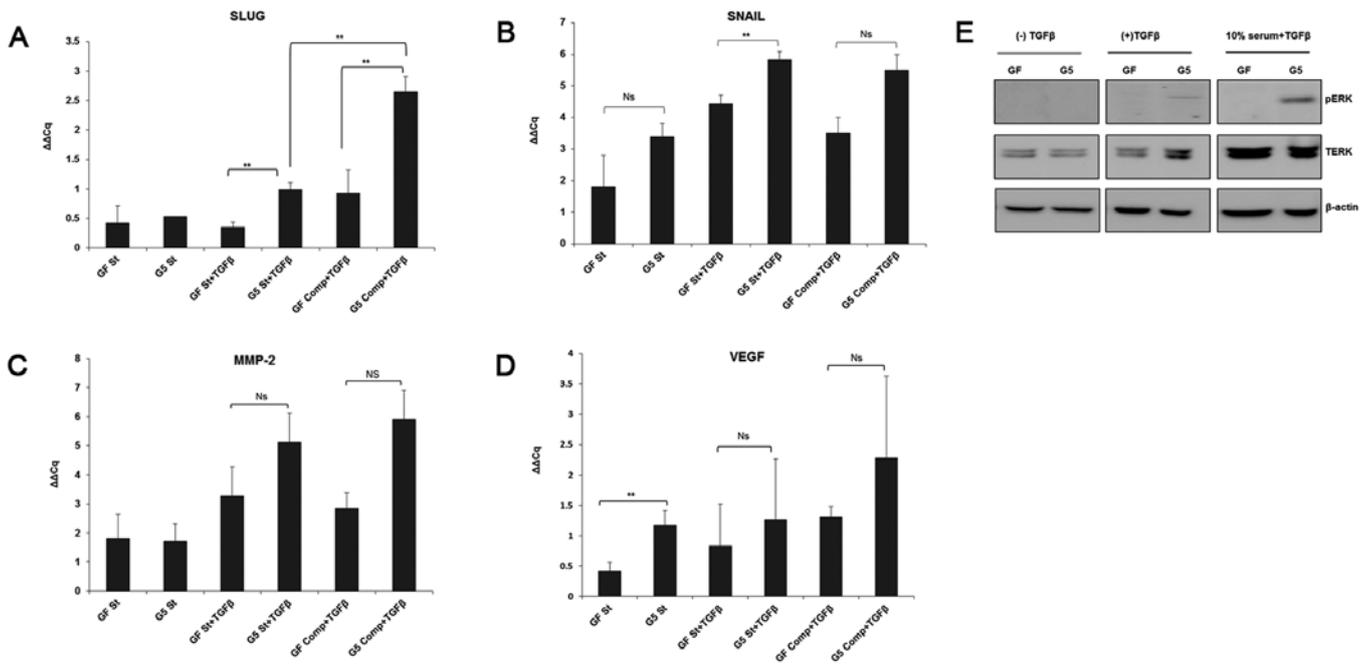 A
SLUG
3.5
3
2.5
2
1.5
1
0.5
0
ΔΔCq
**
**
**
GF St
G5 St
GF St+TGFβ
G5 St+TGFβ
GF Comp+TGFβ
G5 Comp+TGFβ
B
SNAIL
7
6
5
4
3
2
1
0
ΔΔCq
Ns
**
Ns
GF St
G5 St
GF St+TGFβ
G5 St+TGFβ
GF Comp+TGFβ
G5 Comp+TGFβ
E
(-) TGFβ (+)TGFβ 10% serum+TGFβ
GF G5 GF G5 GF G5
pERK
TERK
β-actin
C
MMP-2
8
7
6
5
4
3
2
1
0
ΔΔCq
Ns
NS
GF St
G5 St
GF St+TGFβ
G5 St+TGFβ
GF Comp+TGFβ
G5 Comp+TGFβ
D
VEGF
4
3.5
3
2.5
2
1.5
1
0.5
0
ΔΔCq
**
Ns
Ns
GF St
G5 St
GF St+TGFβ
G5 St+TGFβ
GF Comp+TGFβ
G5 Comp+TGFβ